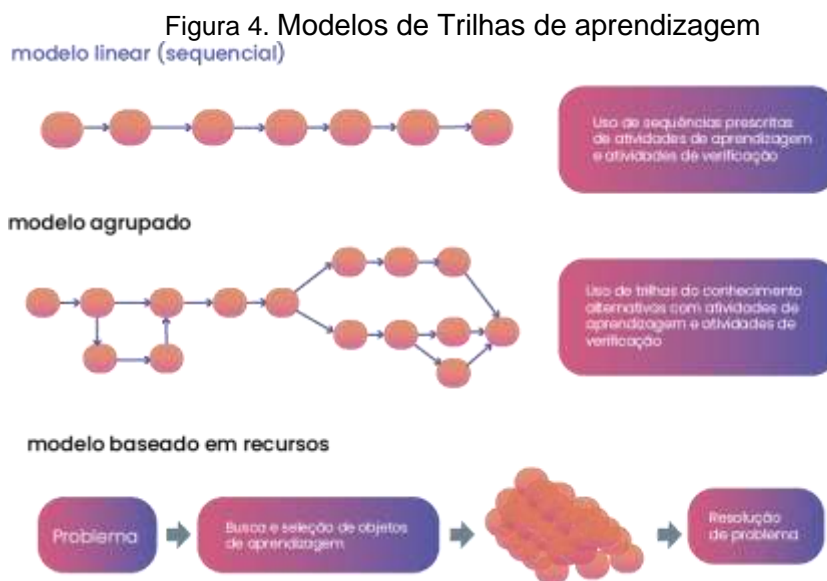 Figura 4. Modelos de Trilhas de aprendizagem
modelo linear (sequencial)
Uso de sequências prescritas
de atividades de aprendizagem
e atividades de verificação
modelo agrupado
Uso de trilhas do conhecimento
alternativas com atividades de
aprendizagem e atividades de
verificação
modelo baseado em recursos
Problema
Busca e seleção de objetos
de aprendizagem
Resolução
de problema